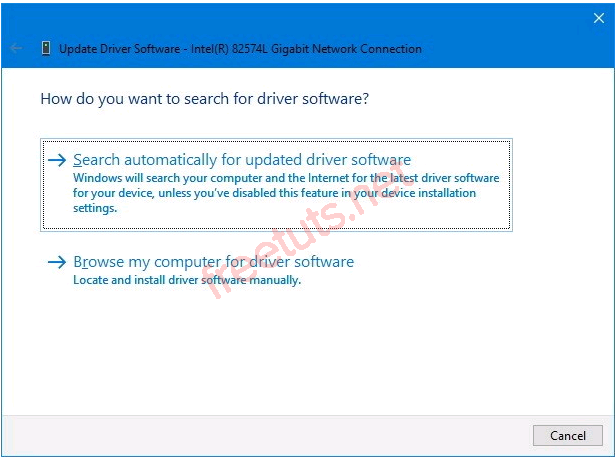 Update Driver Software - Intel(R) 82574L Gigabit Network Connection
How do you want to search for driver software?
Search automatically for updated driver software
Windows will search your computer and the Internet for the latest driver software
for your device, unless you've disabled this feature in your device installation
settings.
Browse my computer for driver software
Locate and install driver software manually.
freetuts.net
Cancel